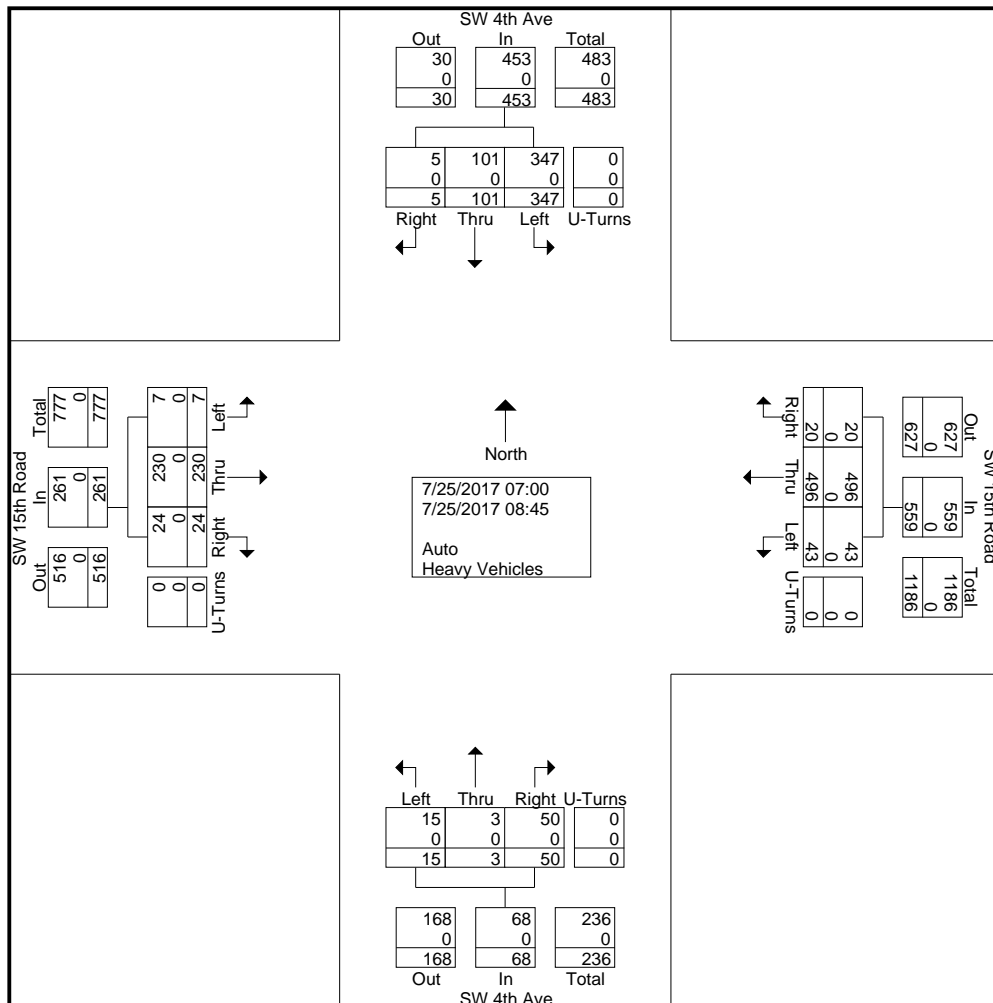 SW 4th Ave
Out In Total
30 453 483
0 0 0
30 453 483
5 101 347 0
0 0 0 0
5 101 347 0
Right Thru Left U-Turns
SW 15th Road
Total
777
0
777
In
261
0
261
Out
516
0
516
Left
7
0
7
Thru
230
0
230
Right
24
0
24
U-Turns
0
0
0
North
7/25/2017 07:00
7/25/2017 08:45
Auto
Heavy Vehicles
Right
20
0
20
Thru
496
0
496
Left
43
0
43
U-Turns
0
0
0
SW 15th Road
Out
627
0
627
In
559
0
559
Total
1186
0
1186
Left Thru Right U-Turns
15 3 50 0
0 0 0 0
15 3 50 0
168 68 236
0 0 0
168 68 236
Out In Total
SW 4th Ave